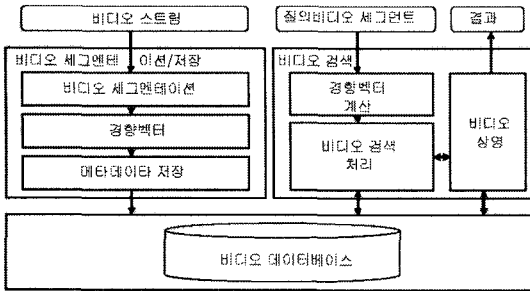 비디오 스트림
질의비디오 세그먼트
결과
비디오 세그멘테이션/저장
비디오 검색
비디오 세그멘테이션
경향벡터
메타데이타 저장
경향벡터
계산
비디오 검색
처리
비디오
상영
비디오 데이터베이스